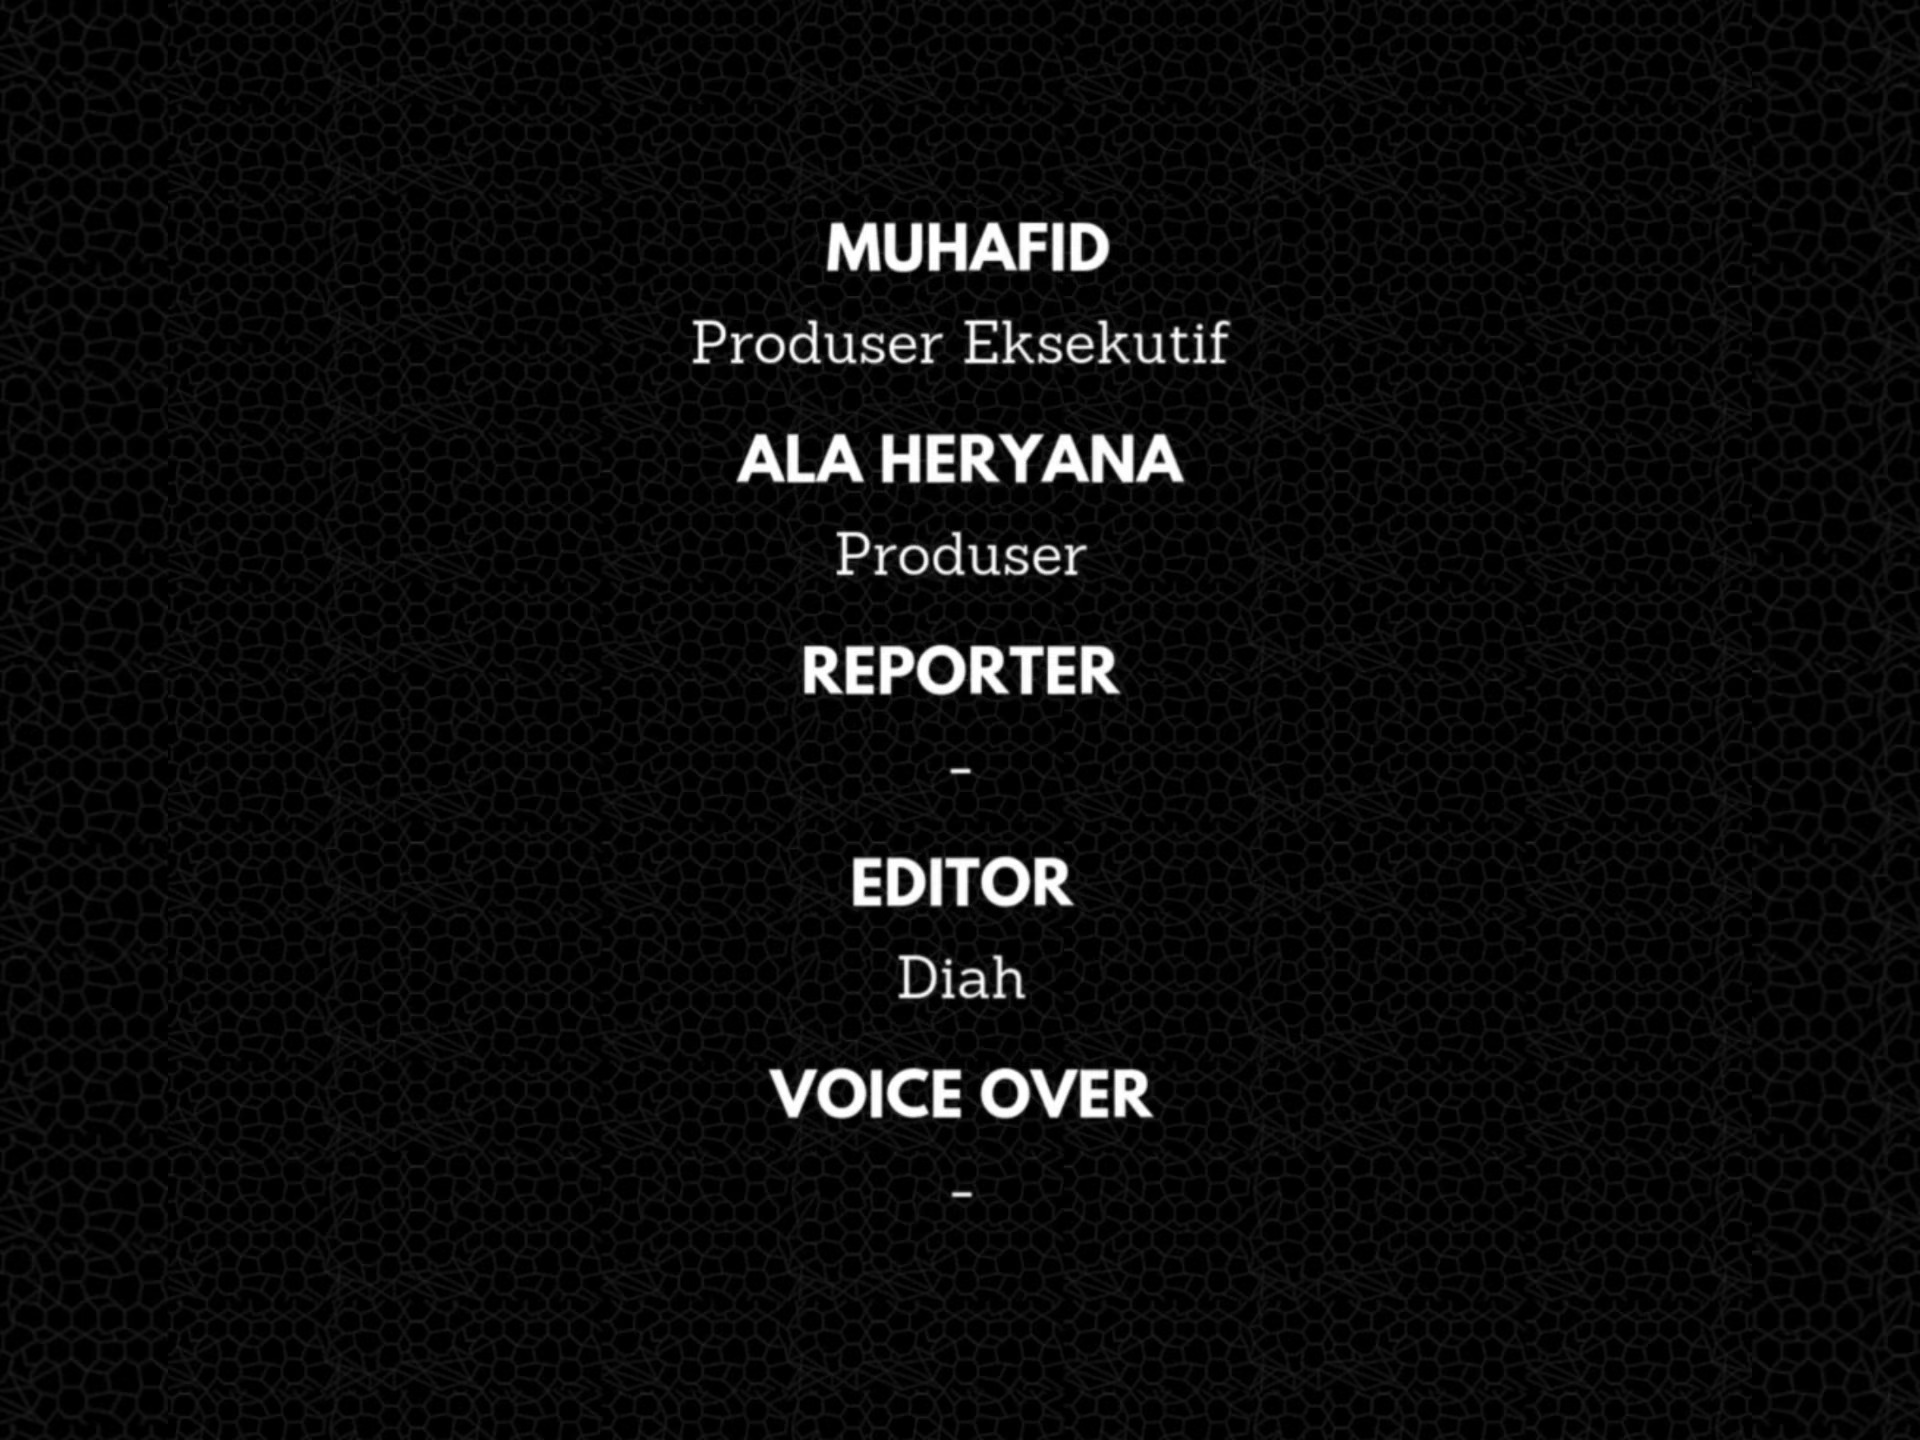 MUHAFID
Produser Eksekutif
ALA HERYANA
Produser
REPORTER
-
EDITOR
Diah
VOICE OVER
-